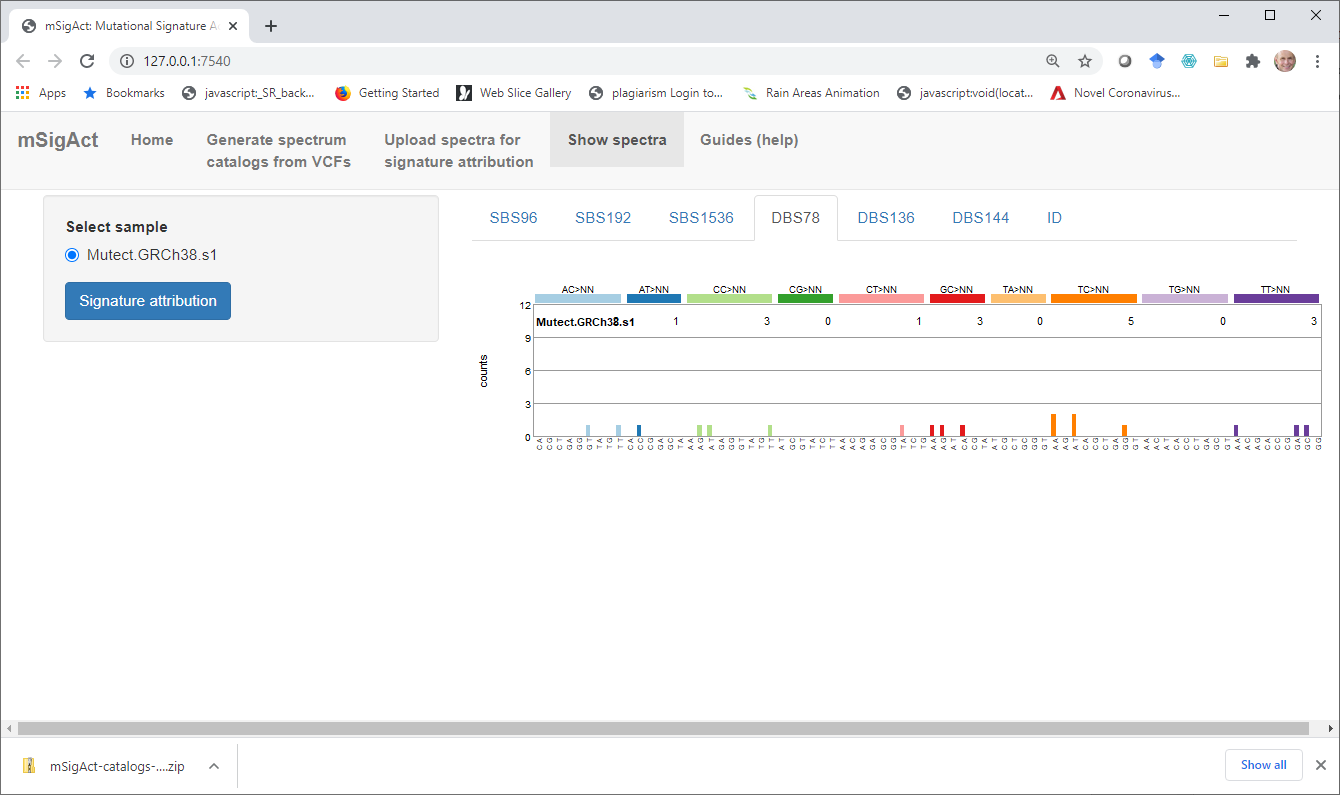 mSigAct: Mutational Signature A
127.0.0.1:7540
Apps Bookmarks javascript:_SR_back... Getting Started Web Slice Gallery plagiarism Login to... Rain Areas Animation javascript:void(locat... Novel Coronavirus...
mSigAct Home Generate spectrum catalogs from VCFs Upload spectra for signature attribution Show spectra Guides (help)
Select sample
Mutect.GRCh38.s1
Signature attribution
SBS96 SBS192 SBS1536 DBS78 DBS136 DBS144 ID
AC>NN AT>NN CC>NN CG>NN CT>NN GC>NN TA>NN TC>NN TG>NN TT>NN
12
Mutect.GRCh38.s1 1 3 0 1 3 0 5 0 3
9
counts
6
3
0
mSigAct-catalogs-....zip
Show all